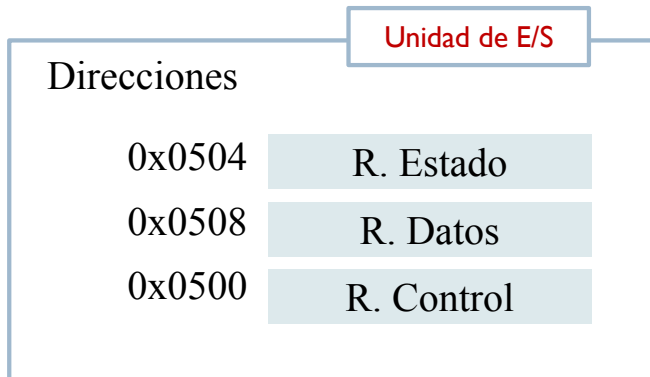 Unidad de E/S
Direcciones
0x0504 R. Estado
0x0508 R. Datos
0x0500 R. Control